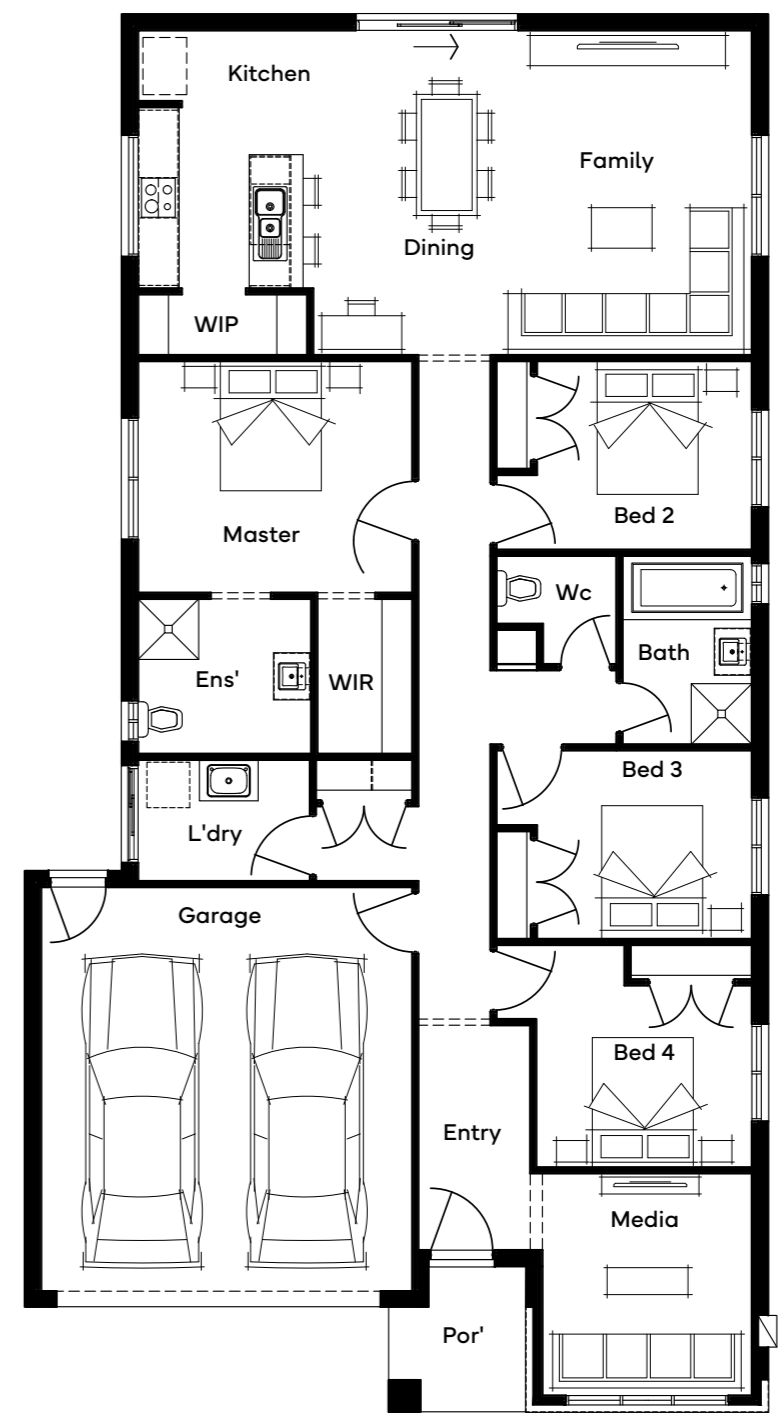 Kitchen
Family
Dining
WIP
Master
Bed 2
Wc
Bath
Ens'
WIR
Bed 3
L'dry
Garage
Bed 4
Entry
Media
Por'